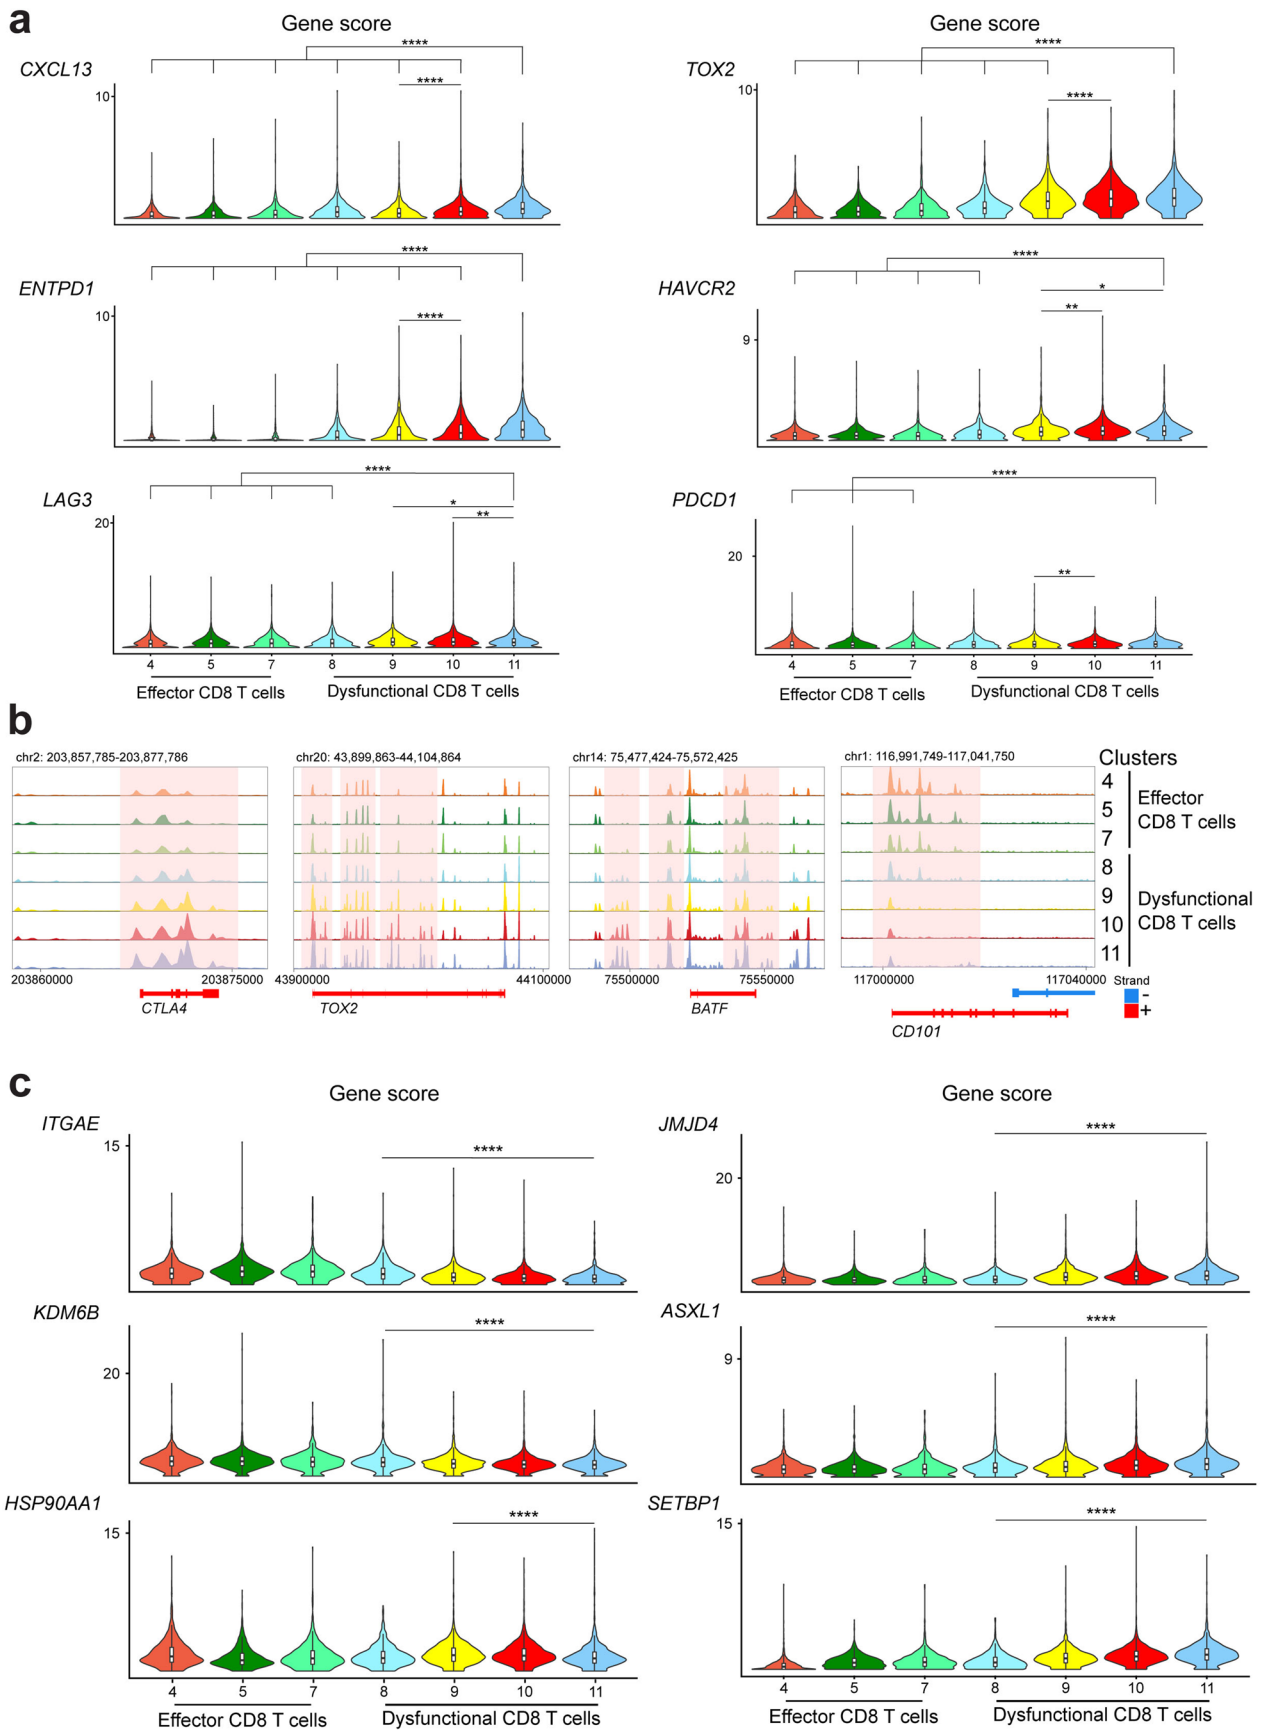 a
Gene score
Gene score
CXCL13
****
****
10
TOX2
****
****
10
ENTPD1
****
****
10
HAVCR2
****
*
**
9
LAG3
****
*
**
20
PDCD1
****
**
20
4 5 7 8 9 10 11
4 5 7 8 9 10 11
Effector CD8 T cells
Dysfunctional CD8 T cells
Effector CD8 T cells
Dysfunctional CD8 T cells
b
chr2: 203,857,785-203,877,786
chr20: 43,899,863-44,104,864
chr14: 75,477,424-75,572,425
chr1: 116,991,749-117,041,750
Clusters
4
5
7
Effector
CD8 T cells
8
9
10
11
Dysfunctional
CD8 T cells
203860000 203875000
43900000 44100000
75500000 75550000
117000000 117040000
Strand
-
+
CTLA4
TOX2
BATF
CD101
c
Gene score
Gene score
ITGAE
****
15
JMJD4
****
20
KDM6B
****
20
ASXL1
****
9
HSP90AA1
****
15
SETBP1
****
15
4 5 7 8 9 10 11
4 5 7 8 9 10 11
Effector CD8 T cells
Dysfunctional CD8 T cells
Effector CD8 T cells
Dysfunctional CD8 T cells